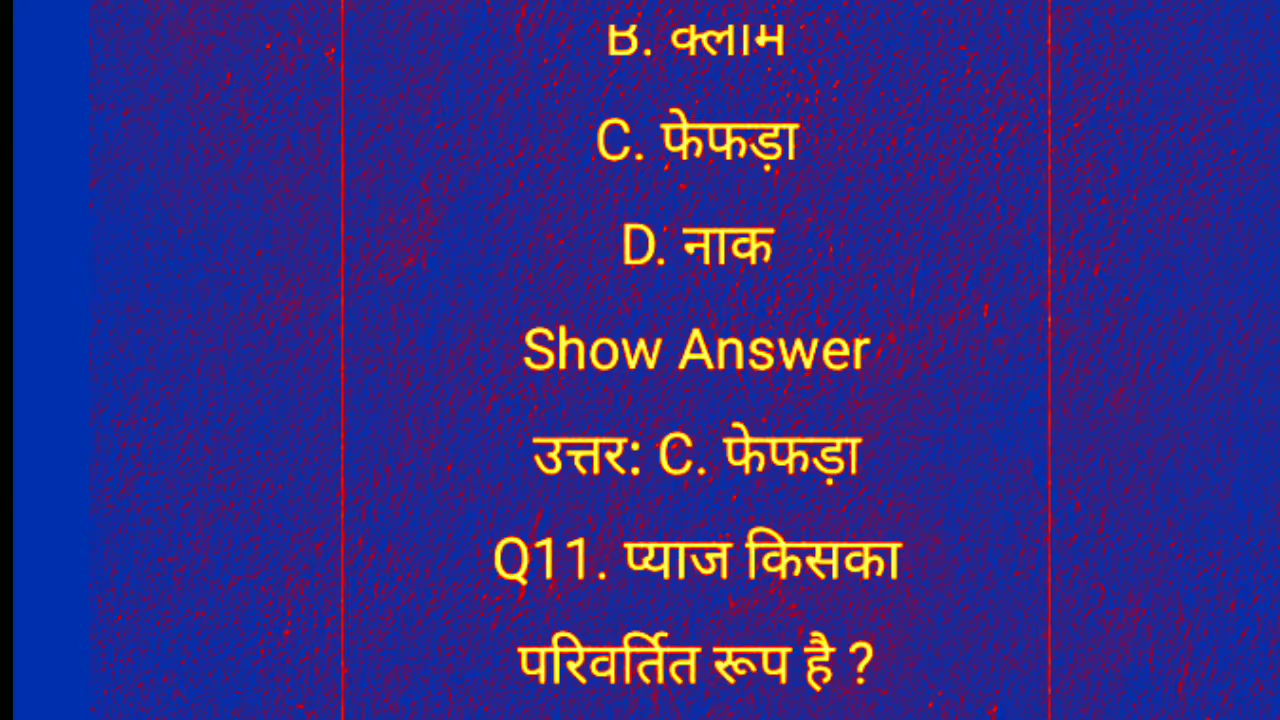 B. क्लोम
C. फेफड़ा
D. नाक
Show Answer
उत्तर: C. फेफड़ा
Q11. प्याज किसका
परिवर्तित रूप है ?